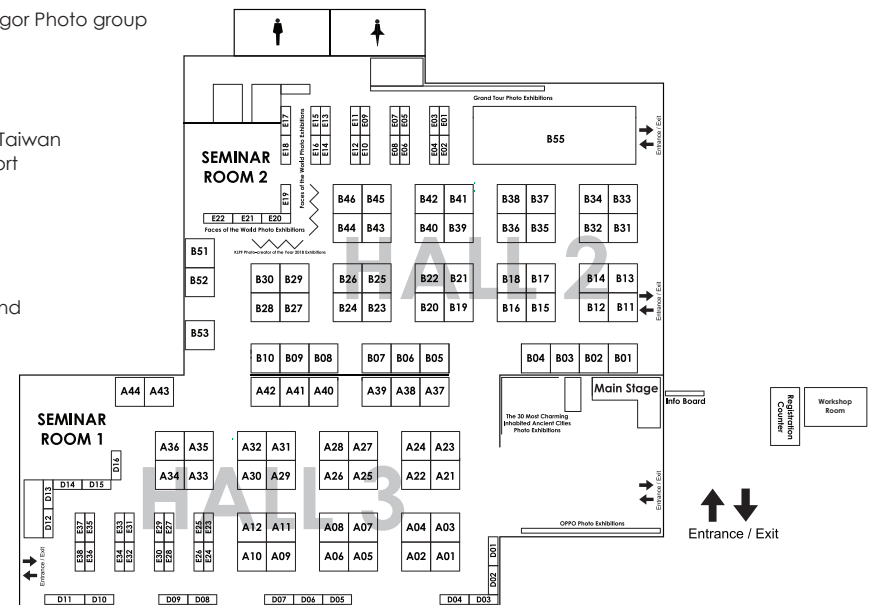 gor Photo group
Taiwan
ort
nd
Grand Tour Photo Exhibitions
E17
E18
E15
E13
E16
E14
E11
E09
E12
E10
E07
E05
E08
E06
E03
E01
E04
E02
B55
Entrance / Exit
SEMINAR
ROOM 2
Faces of the World Photo Exhibitions
E19
E22 E21 E20
Faces of the World Photo Exhibitions
KLPF Photo-creator of the Year 2018 Exhibitions
B46 B45 B42 B41 B38 B37 B34 B33
B44 B43 B40 B39 B36 B35 B32 B31
HALL 2
B51
B52
B53
B30 B29 B26 B25 B22 B21 B18 B17 B14 B13
B28 B27 B24 B23 B20 B19 B16 B15 B12 B11
Entrance / Exit
B10 B09 B08 B07 B06 B05 B04 B03 B02 B01
A44 A43 A42 A41 A40 A39 A38 A37
Main Stage
Info Board
Registration
Counter
Workshop
Room
The 30 Most Charming
Inhabited Ancient Cities
Photo Exhibitions
SEMINAR
ROOM 1
A36 A35 A32 A31 A28 A27 A24 A23
A34 A33 A30 A29 A26 A25 A22 A21
HALL 3
D16
D14 D15
D13
D12
E37 E35 E33 E31 E29 E27 E25 E23
E38 E36 E34 E32 E30 E28 E26 E24
A12 A11 A08 A07 A04 A03
A10 A09 A06 A05 A02 A01
Entrance / Exit
Entrance / Exit
OPPO Photo Exhibitions
Entrance / Exit
D01
D02
D11 D10 D09 D08 D07 D06 D05 D04 D03